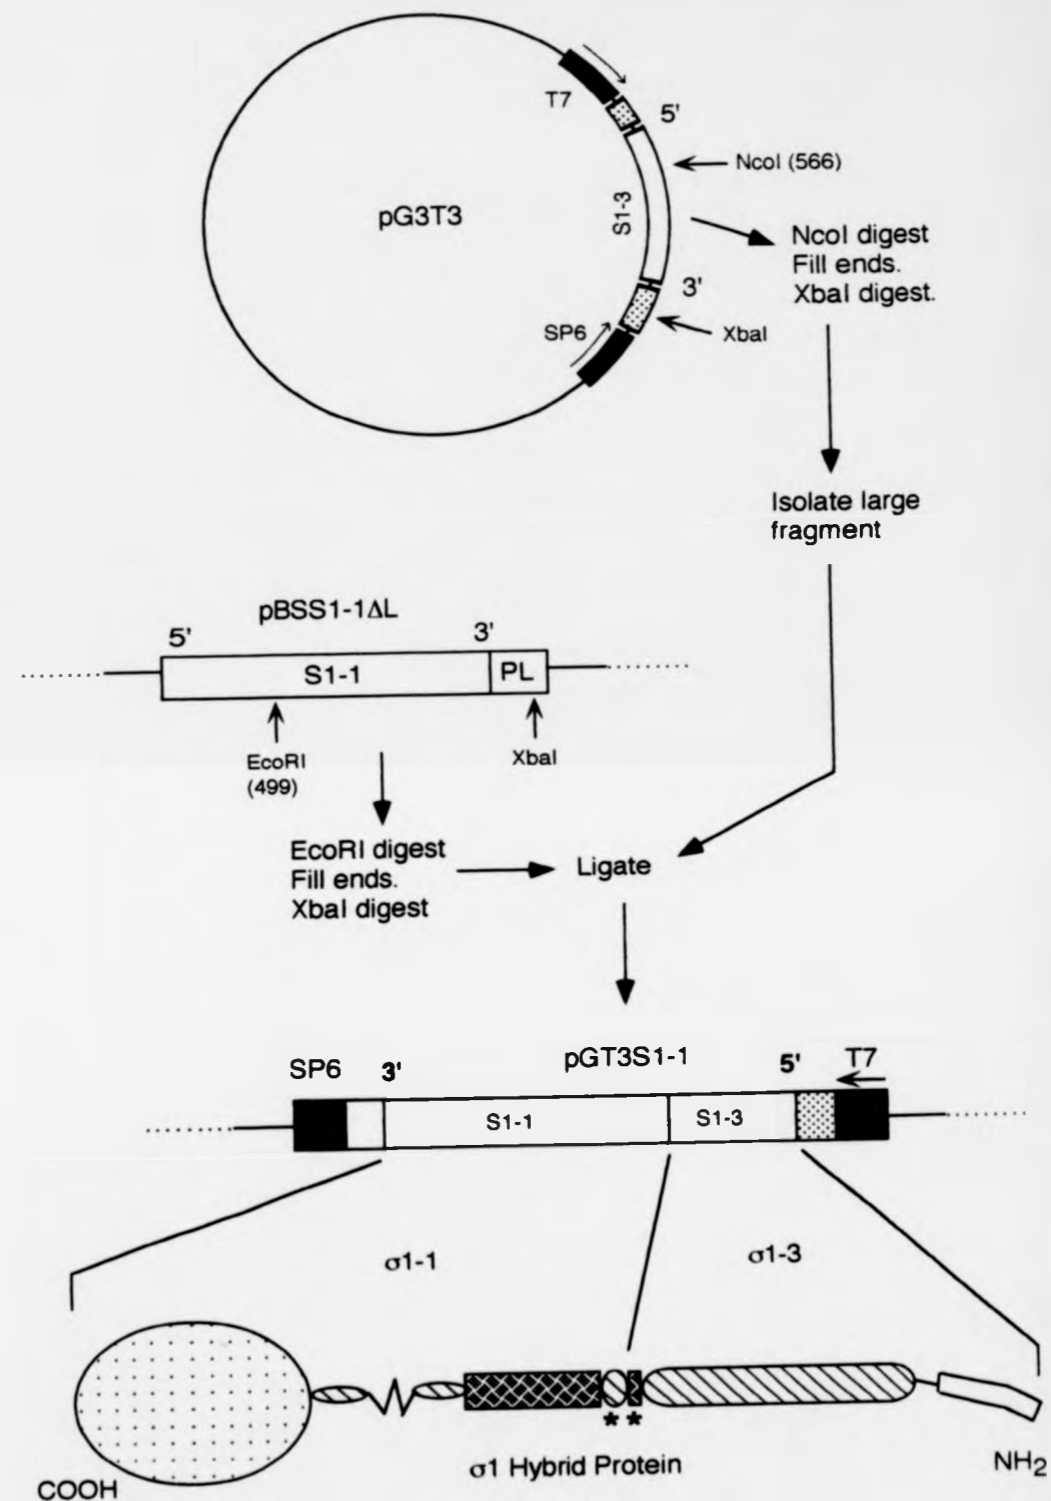 T7
5'
NcoI (566)
pG3T3
S1-3
NcoI digest
Fill ends.
XbaI digest.
3'
SP6
XbaI
Isolate large
fragment
pBSS1-1ΔL
5'
3'
S1-1
PL
EcoRI
(499)
XbaI
EcoRI digest
Fill ends.
XbaI digest
Ligate
pGT3S1-1
SP6
3'
5'
T7
S1-1
S1-3
σ1-1
σ1-3
* *
σ1 Hybrid Protein
COOH
NH2